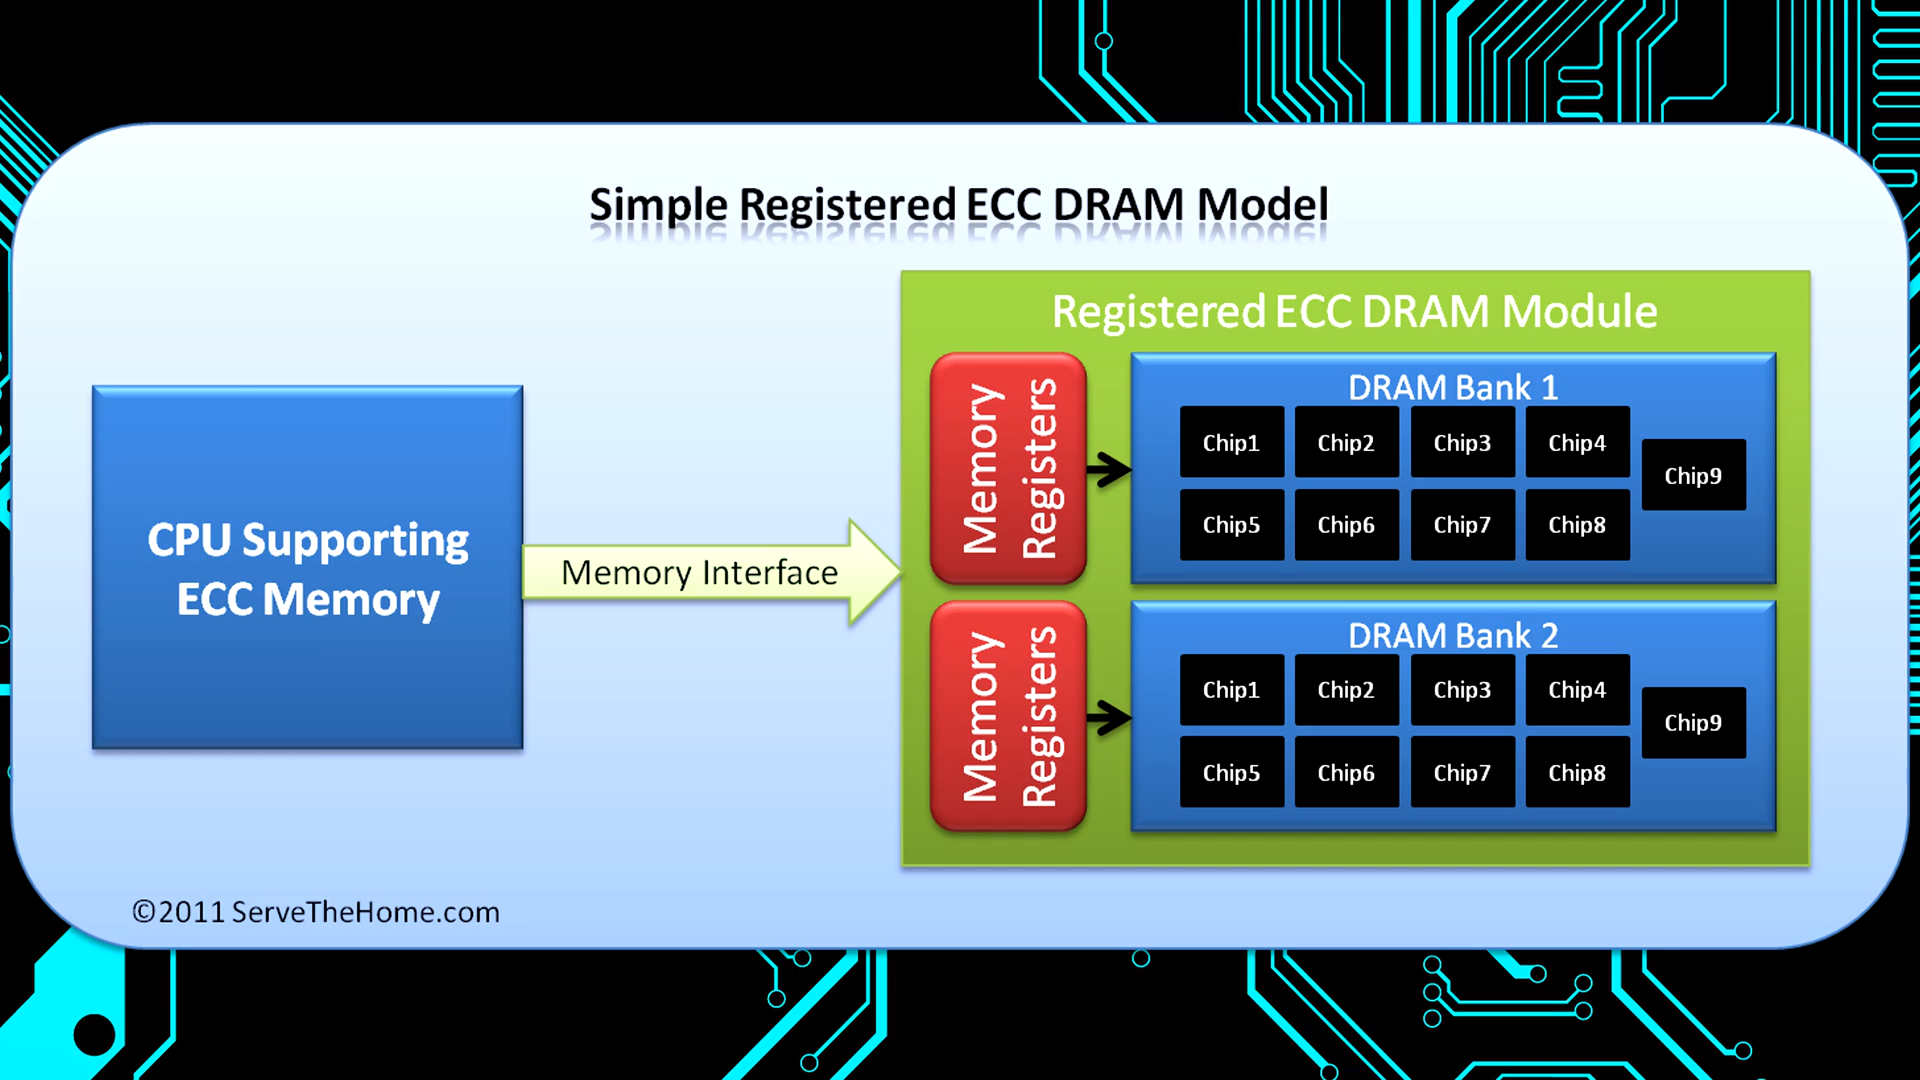 Simple Registered ECC DRAM Model
CPU Supporting
ECC Memory
Memory Interface
Registered ECC DRAM Module
Memory
Registers
DRAM Bank 1
Chip1 Chip2 Chip3 Chip4
Chip9
Chip5 Chip6 Chip7 Chip8
Memory
Registers
DRAM Bank 2
Chip1 Chip2 Chip3 Chip4
Chip9
Chip5 Chip6 Chip7 Chip8
©2011 ServeTheHome.com